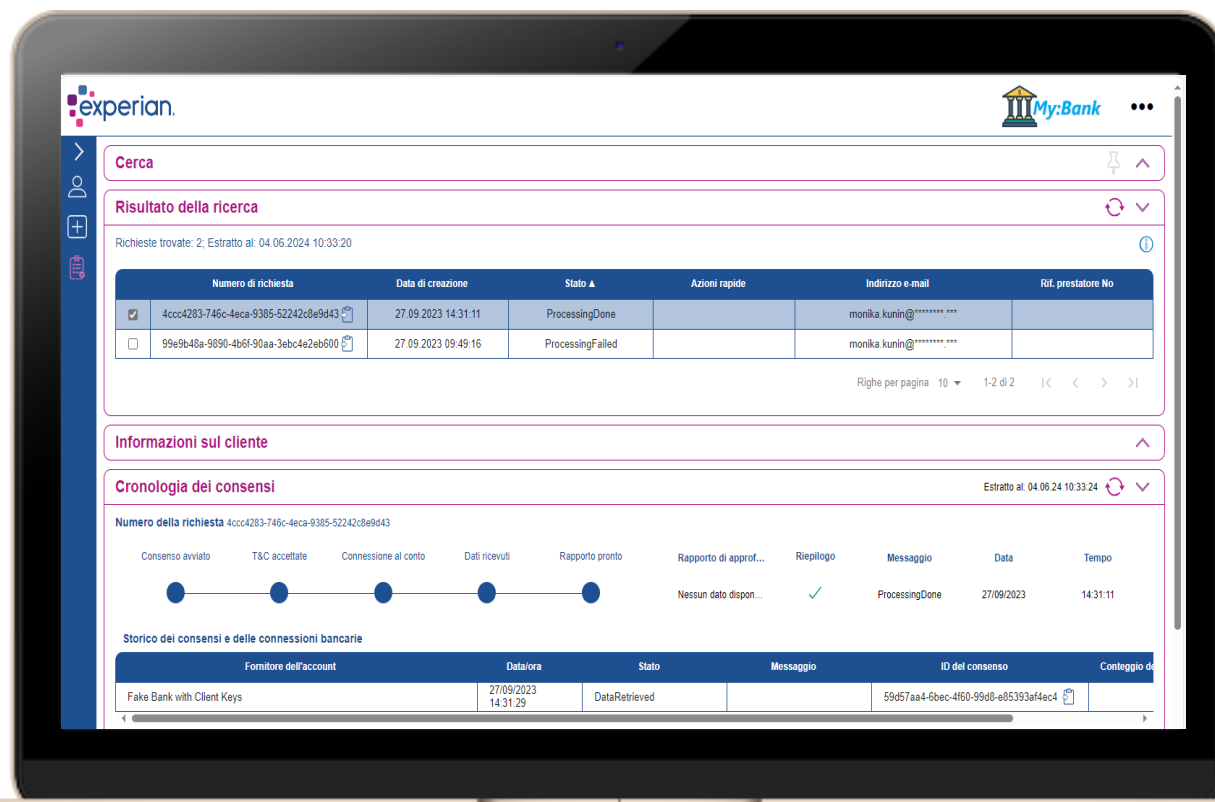 experian.
My:Bank
Cerca
Risultato della ricerca
Richieste trovate: 2; Estratto al: 04.06.2024 10:33:20
Numero di richiesta Data di creazione Stato ▲ Azioni rapide Indirizzo e-mail Rif. prestatore No
4ccc4283-746c-4eca-9385-52242c8e9d43 27.09.2023 14:31:11 ProcessingDone monika.kunin@********.***
99e9b48a-9890-4b6f-90aa-3ebc4e2eb600 27.09.2023 09:49:16 ProcessingFailed monika.kunin@********.***
Righe per pagina 10 1-2 di 2
Informazioni sul cliente
Cronologia dei consensi Estratto al: 04.06.24 10:33:24
Numero della richiesta 4ccc4283-746c-4eca-9385-52242c8e9d43
Consenso avviato T&C accettate Connessione al conto Dati ricevuti Rapporto pronto Rapporto di approf... Riepilogo Messaggio Data Tempo
Nessun dato dispon... ProcessingDone 27/09/2023 14:31:11
Storico dei consensi e delle connessioni bancarie
Fornitore dell'account Data/ora Stato Messaggio ID del consenso Conteggio de
Fake Bank with Client Keys 27/09/2023 14:31:29 DataRetrieved 59d57aa4-6bec-4f60-99d8-e85393af4ec4